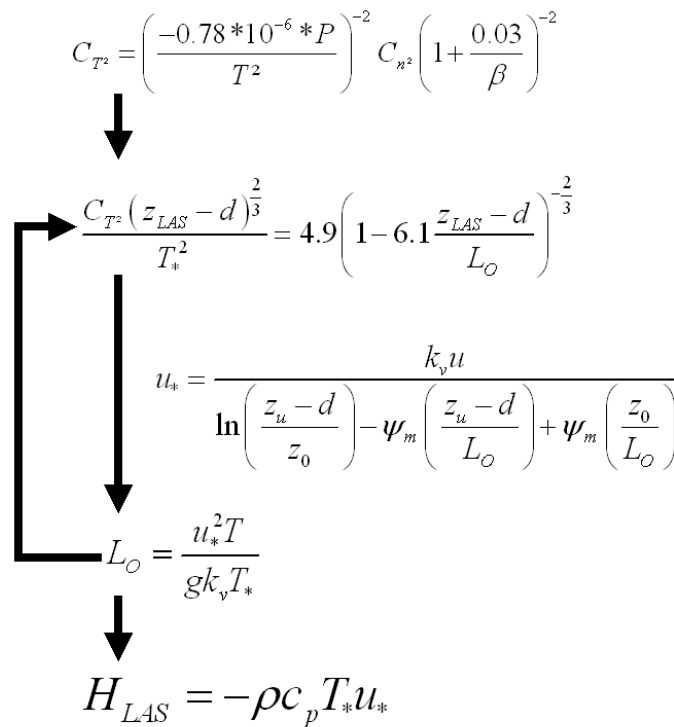 C_{T^2} = \left( \frac{-0.78*10^{-6}*P}{T^2} \right)^{-2} C_{n^2} \left( 1 + \frac{0.03}{\beta} \right)^{-2}
\frac{C_{T^2} (z_{LAS} - d)^{\frac{2}{3}}}{T_*^2} = 4.9 \left( 1 - 6.1 \frac{z_{LAS} - d}{L_O} \right)^{-\frac{2}{3}}
u_* = \frac{k_v u}{\ln \left( \frac{z_u - d}{z_0} \right) - \psi_m \left( \frac{z_u - d}{L_O} \right) + \psi_m \left( \frac{z_0}{L_O} \right)}
L_O = \frac{u_*^2 T}{g k_v T_*}
H_{LAS} = -\rho c_p T_* u_*